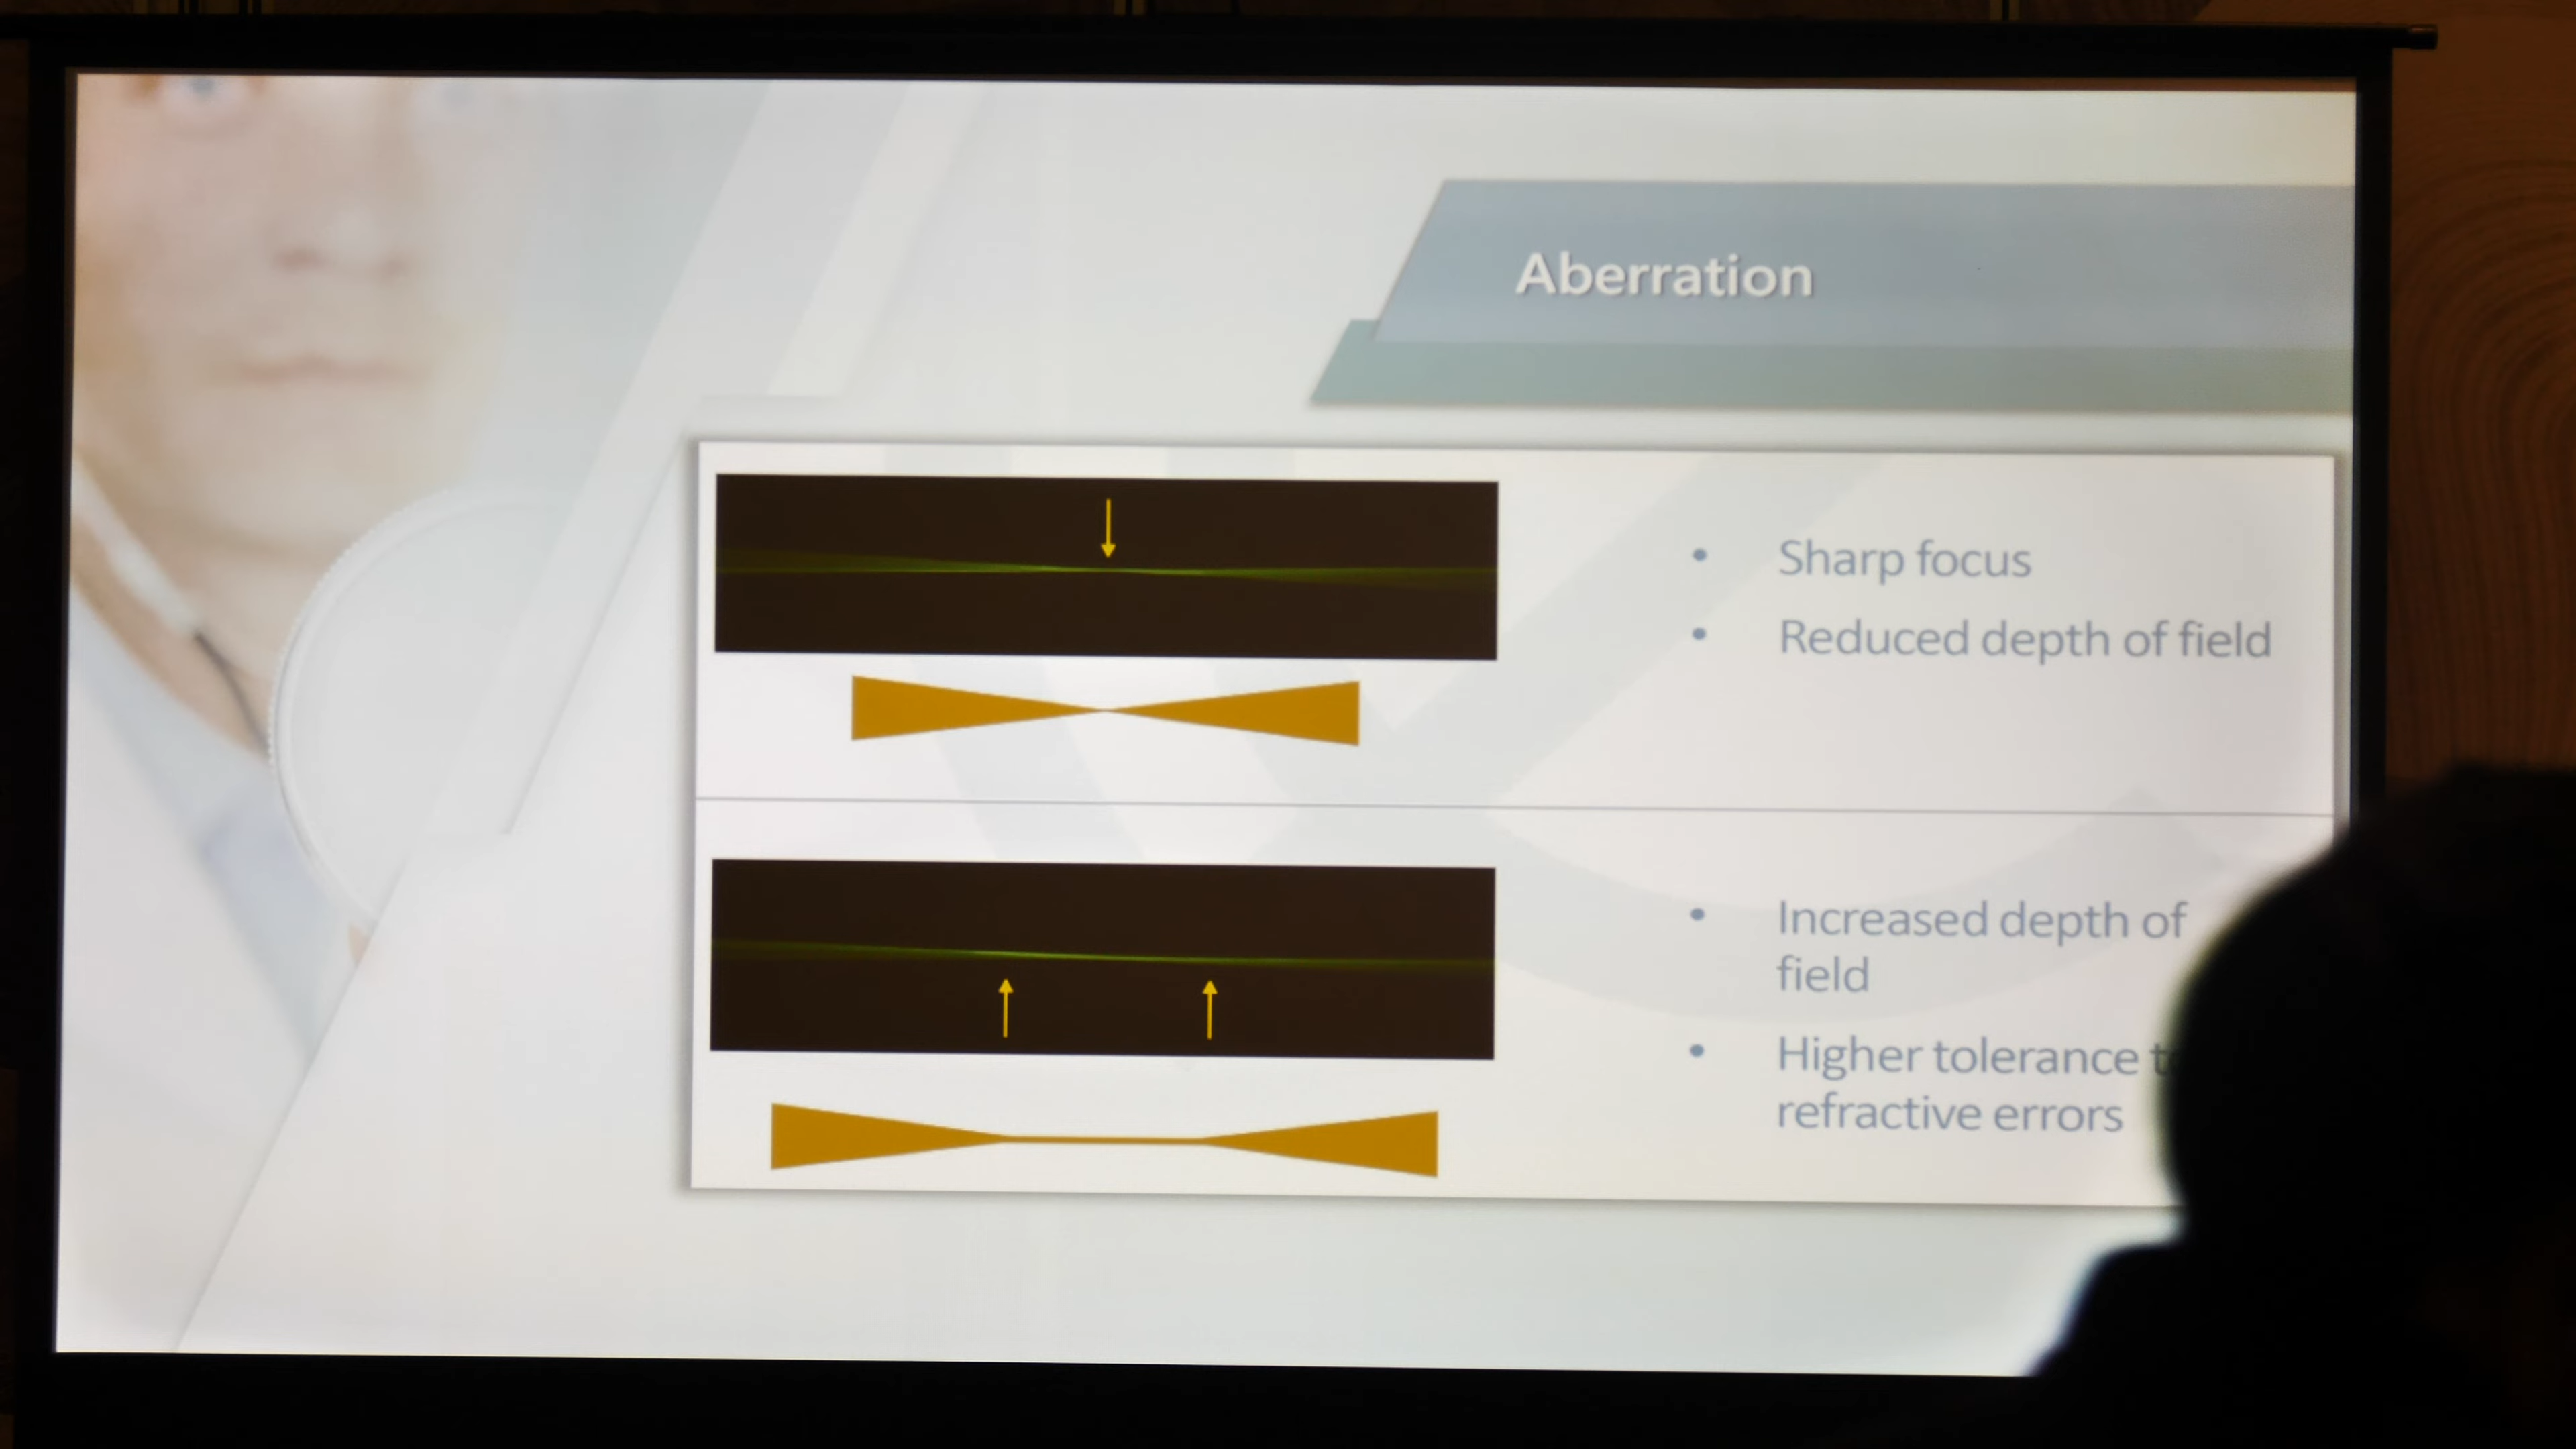 Aberration
• Sharp focus
• Reduced depth of field
• Increased depth of
field
• Higher tolerance
refractive errors